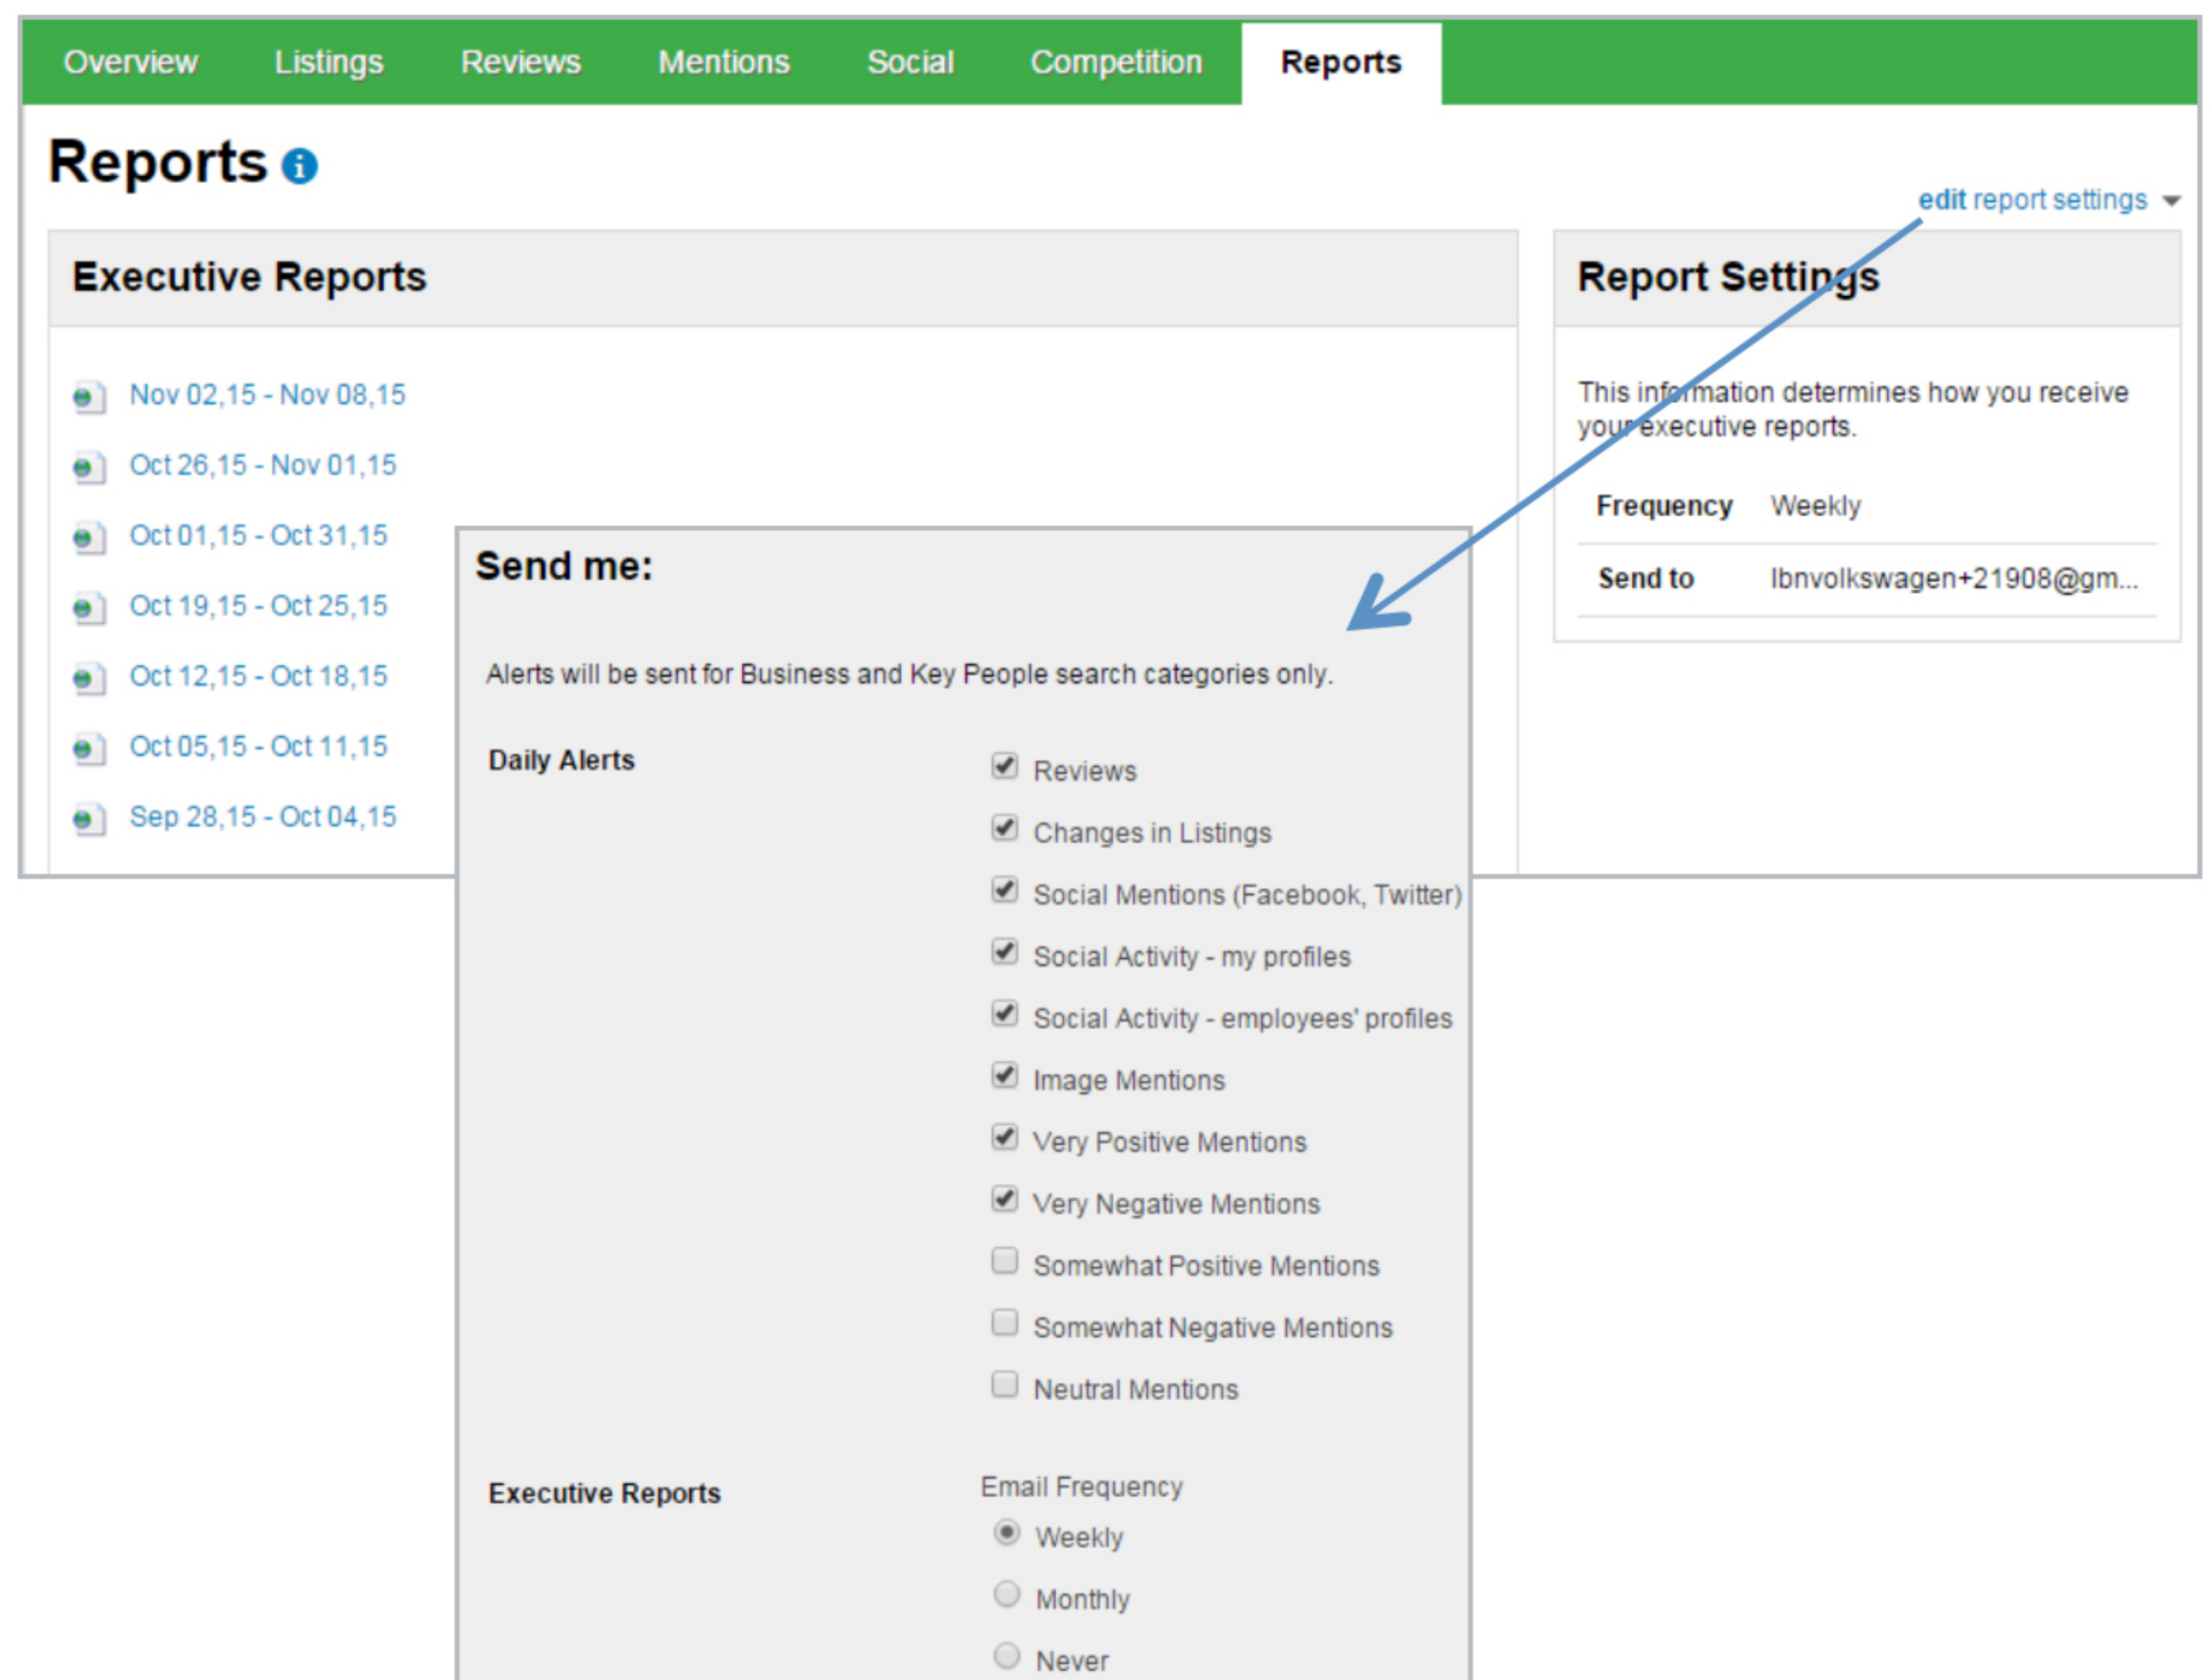 Overview Listings Reviews Mentions Social Competition Reports
Reports
edit report settings
Executive Reports
Nov 02,15 - Nov 08,15
Oct 26,15 - Nov 01,15
Oct 01,15 - Oct 31,15
Oct 19,15 - Oct 25,15
Oct 12,15 - Oct 18,15
Oct 05,15 - Oct 11,15
Sep 28,15 - Oct 04,15
Report Settings
This information determines how you receive
your executive reports.
Frequency Weekly
Send to lbnvolkswagen+21908@gm...
Send me:
Alerts will be sent for Business and Key People search categories only.
Daily Alerts
Reviews
Changes in Listings
Social Mentions (Facebook, Twitter)
Social Activity - my profiles
Social Activity - employees' profiles
Image Mentions
Very Positive Mentions
Very Negative Mentions
Somewhat Positive Mentions
Somewhat Negative Mentions
Neutral Mentions
Executive Reports
Email Frequency
Weekly
Monthly
Never